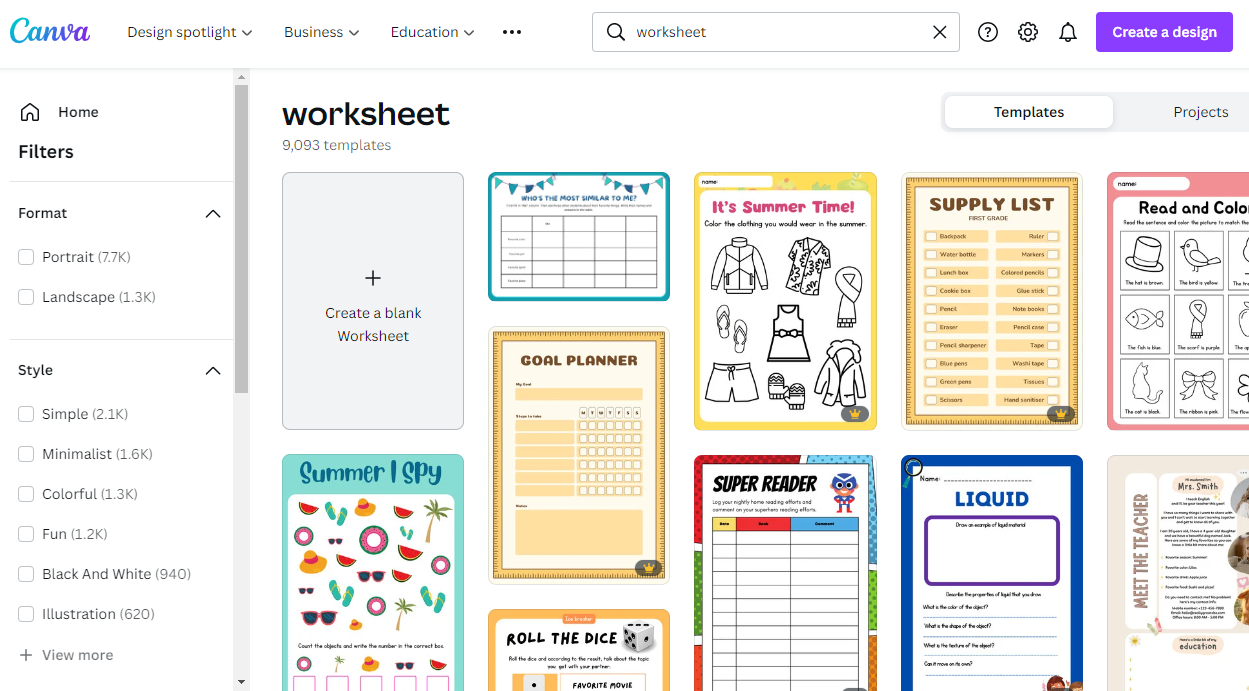 Canva
Design spotlight
Business
Education
worksheet
Create a design
Home
Filters
Format
Portrait (7.7K)
Landscape (1.3K)
Style
Simple (2.1K)
Minimalist (1.6K)
Colorful (1.3K)
Fun (1.2K)
Black And White (940)
Illustration (620)
View more
worksheet
9,093 templates
Templates
Projects
Create a blank
Worksheet
WHO'S THE MOST SIMILAR TO ME?
name:
It's Summer Time!
Color the clothing you would wear in the summer.
SUPPLY LIST
FIRST GRADE
Backpack
Water bottle
Lunch box
Cookie box
Pencil
Eraser
Pencil sharpener
Blue pens
Green pens
Scissors
Ruler
Markers
Colored pencils
Glue stick
Note books
Pencil case
Tape
Washi tape
Tissues
Hand sanitiser
name:
Read and Color
Read the sentence and color the picture to match the
The hat is brown.
The bird is yellow.
The fish is blue.
The scarf is purple.
The cat is black.
The ribbon is pink.
GOAL PLANNER
My Goal
Steps to take
M T W T F S S
Notes
Summer I Spy
Count the objects and write the number in the correct box.
Ice breaker
ROLL THE DICE
Roll the dice and according to the result, talk about the
topic you got with your partner.
FAVORITE MOVIE
SUPER READER
Log your nightly home reading efforts and
comment on your superhero reading efforts.
Date
Book
Comment
Name:
LIQUID
Draw an example of liquid material
Describe the properties of liquid that you draw
What is the color of the object?
What is the shape of the object?
What is the texture of the object?
Can it move on its own?
MEET THE TEACHER
Mrs. Smith
Favorite season: Summer!
education